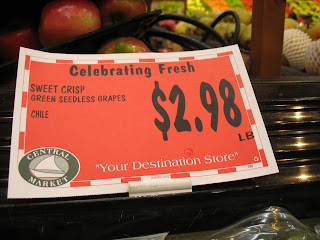 Celebrating Fresh
SWEET CRISP
GREEN SEEDLESS GRAPES
CHILE
$2.98
LB
CENTRAL
MARKET
"Your Destination Store"